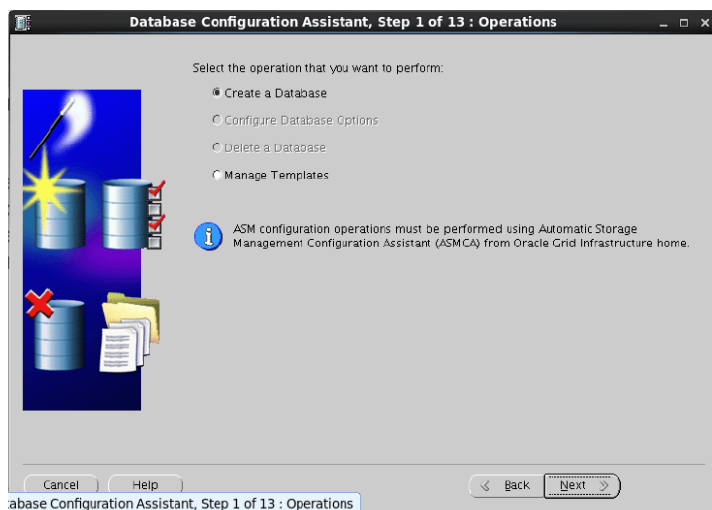 Database Configuration Assistant, Step 1 of 13 : Operations
Select the operation that you want to perform:
Create a Database
Configure Database Options
Delete a Database
Manage Templates
ASM configuration operations must be performed using Automatic Storage
Management Configuration Assistant (ASMCA) from Oracle Grid Infrastructure home.
Cancel
Help
Back
Next
tabase Configuration Assistant, Step 1 of 13 : Operations